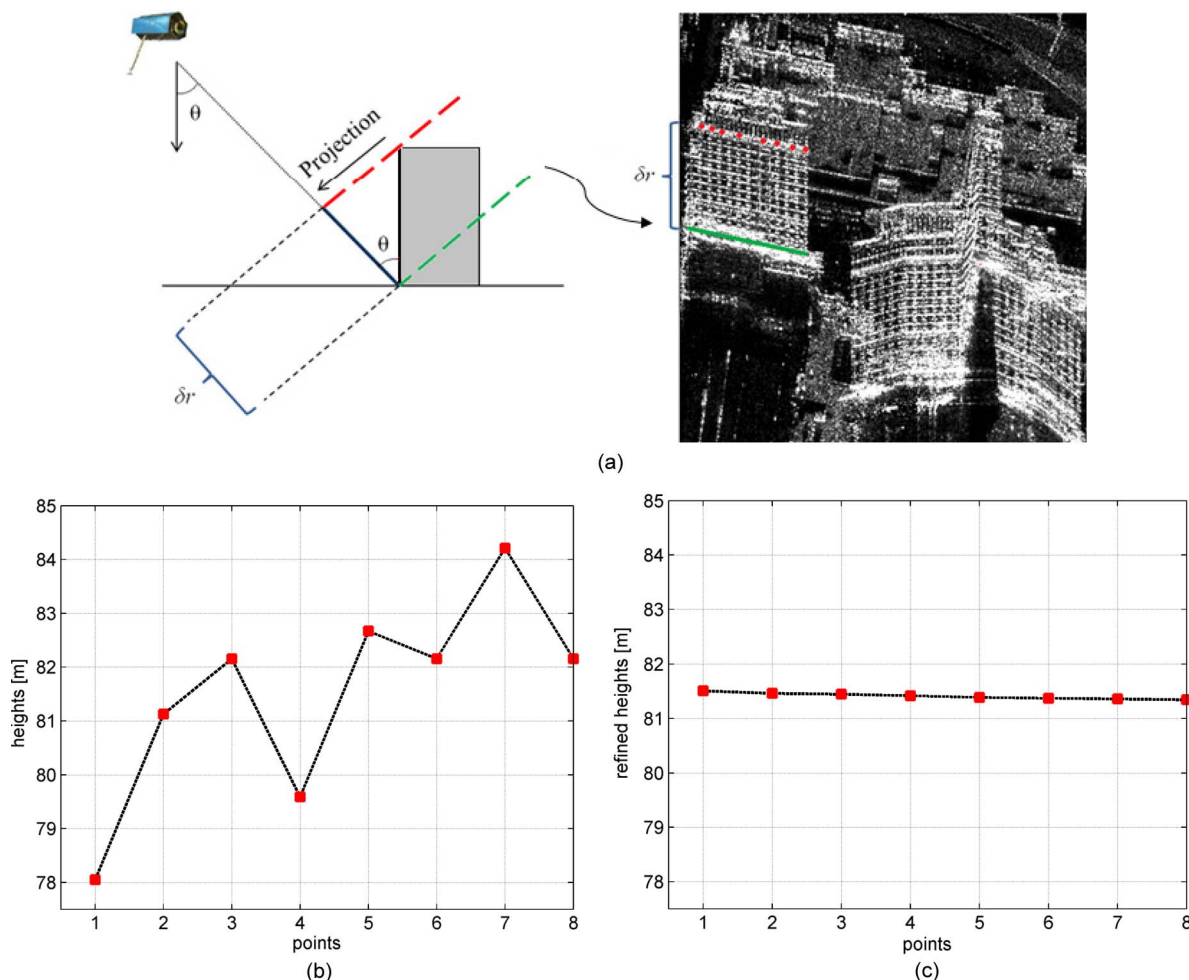 θ
Projection
θ
δr
δr
(a)
85
84
83
82
81
80
79
78
heights [m]
1 2 3 4 5 6 7 8
points
(b)
85
84
83
82
81
80
79
78
refined heights [m]
1 2 3 4 5 6 7 8
points
(c)